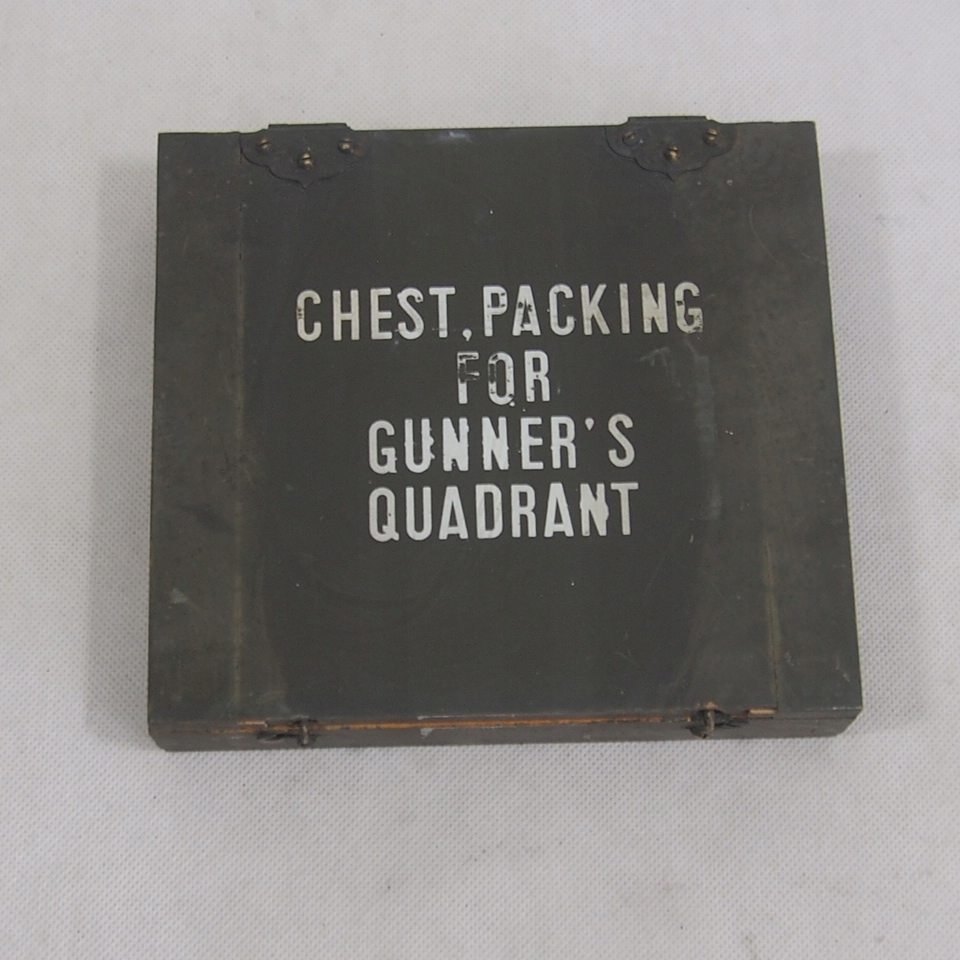 CHEST, PACKING
FOR
GUNNER'S
QUADRANT